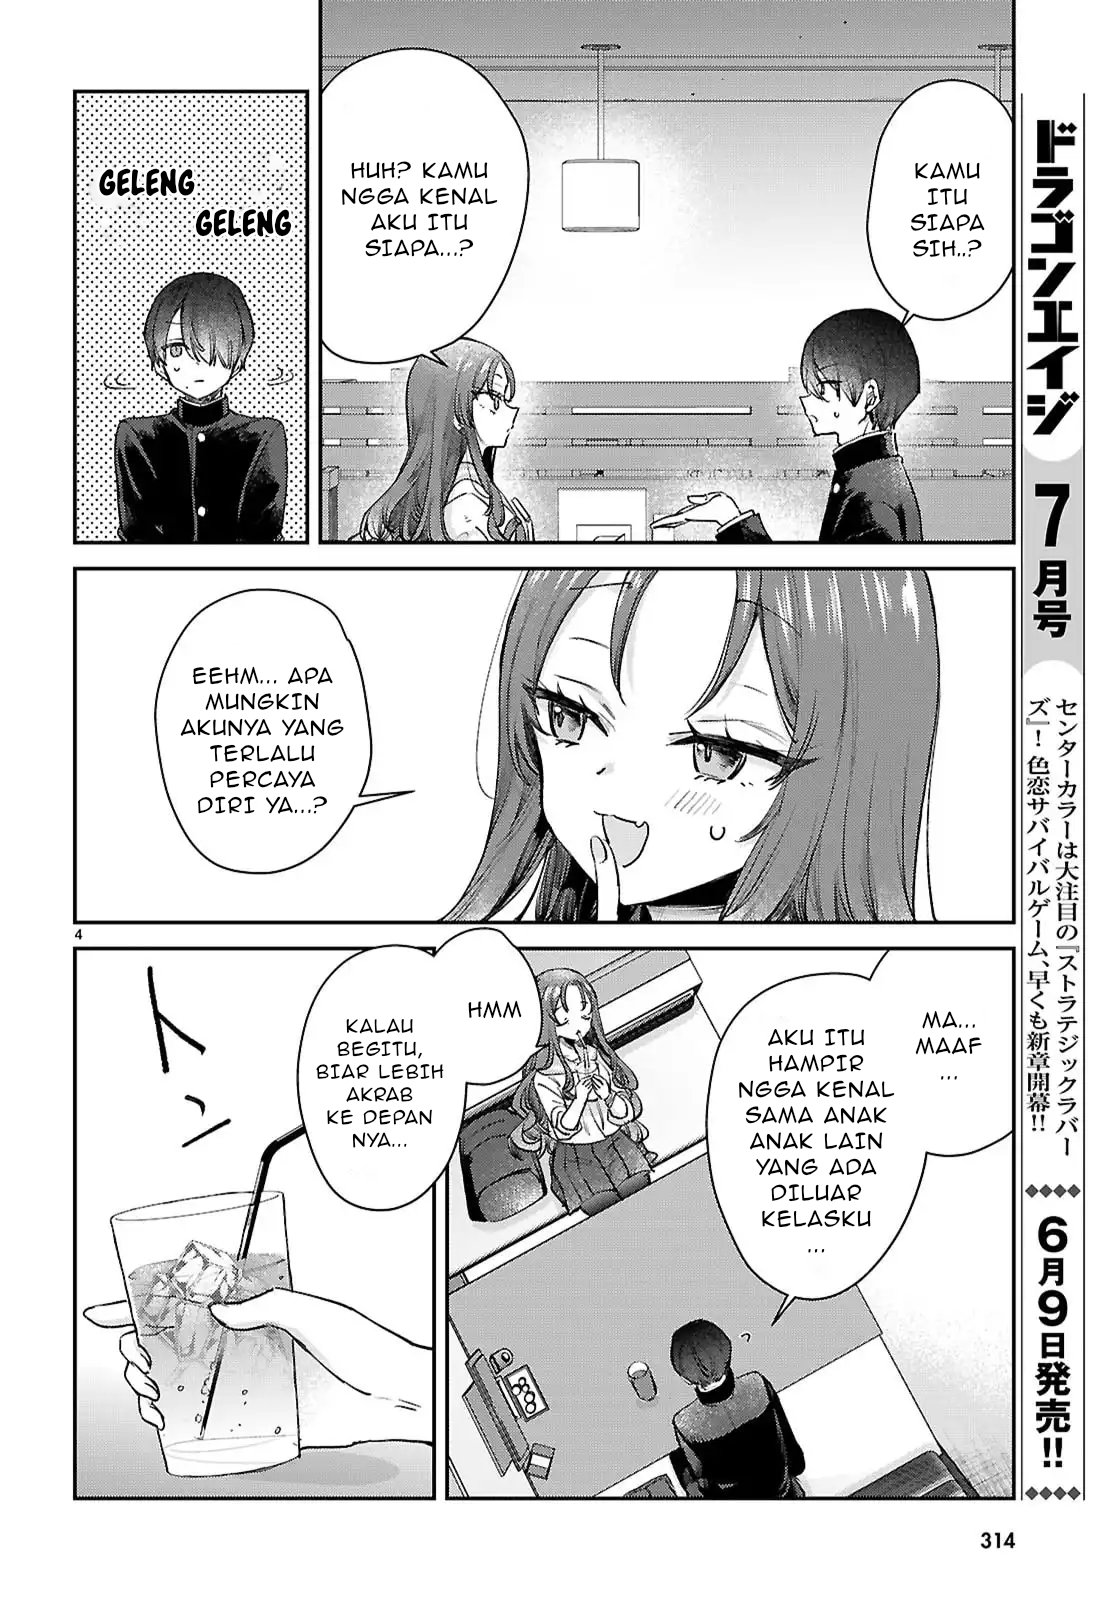 KAMU
ITU
SIAPA
SIH..?
HUH? KAMU
NGGA KENAL
AKU ITU
SIAPA...?
GELENG
GELENG
EEHM... APA
MUNGKIN
AKUNYA YANG
TERLALU
PERCAYA
DIRI YA...?
4
MA...
MAAF
...
AKU ITU
HAMPIR
NGGA KENAL
SAMA ANAK
ANAK LAIN
YANG ADA
DILUAR
KELASKU
...
HMM
KALAU
BEGITU,
BIAR LEBIH
AKRAB
KE DEPAN
NYA...
トン
ドラゴンエイジ
7月号
センターカラーは大注目の『ストラテジックラバー
ズ』！色恋サバイバルゲーム、早くも新章開幕!!
6月9日発売!!
314